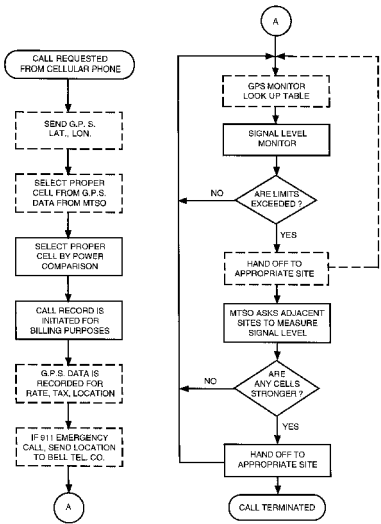 CALL REQUESTED
FROM CELLULAR PHONE
SEND G.P. S.
LAT., LON.
SELECT PROPER
CELL FROM G.P.S.
DATA FROM MTSO
SELECT PROPER
CELL BY POWER
COMPARISON
CALL RECORD IS
INITIATED FOR
BILLING PURPOSES
G.P.S. DATA IS
RECORDED FOR
RATE, TAX, LOCATION
IF 911 EMERGENCY
CALL, SEND LOCATION
TO BELL TEL. CO.
A
A
GPS MONITOR
LOOK UP TABLE
SIGNAL LEVEL
MONITOR
NO
ARE LIMITS
EXCEEDED ?
YES
HAND OFF TO
APPROPRIATE SITE
MTSO ASKS ADJACENT
SITES TO MEASURE
SIGNAL LEVEL
NO
ARE
ANY CELLS
STRONGER ?
YES
HAND OFF TO
APPROPRIATE SITE
CALL TERMINATED